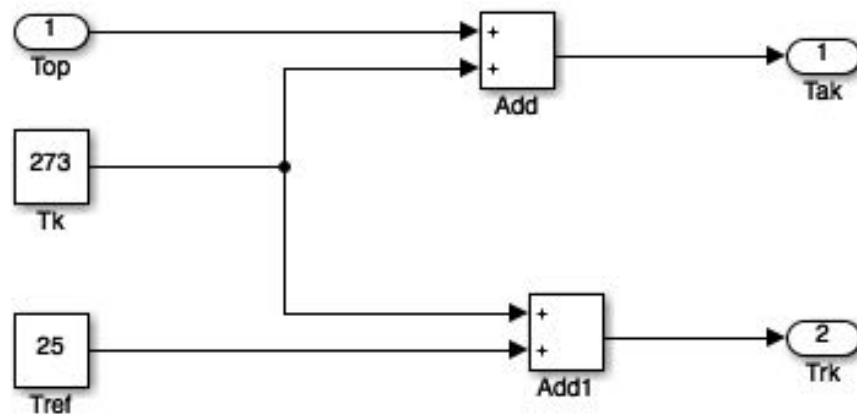 1
Top
+
+
Add
1
Tak
273
Tk
25
Tref
+
+
Add1
2
Trk